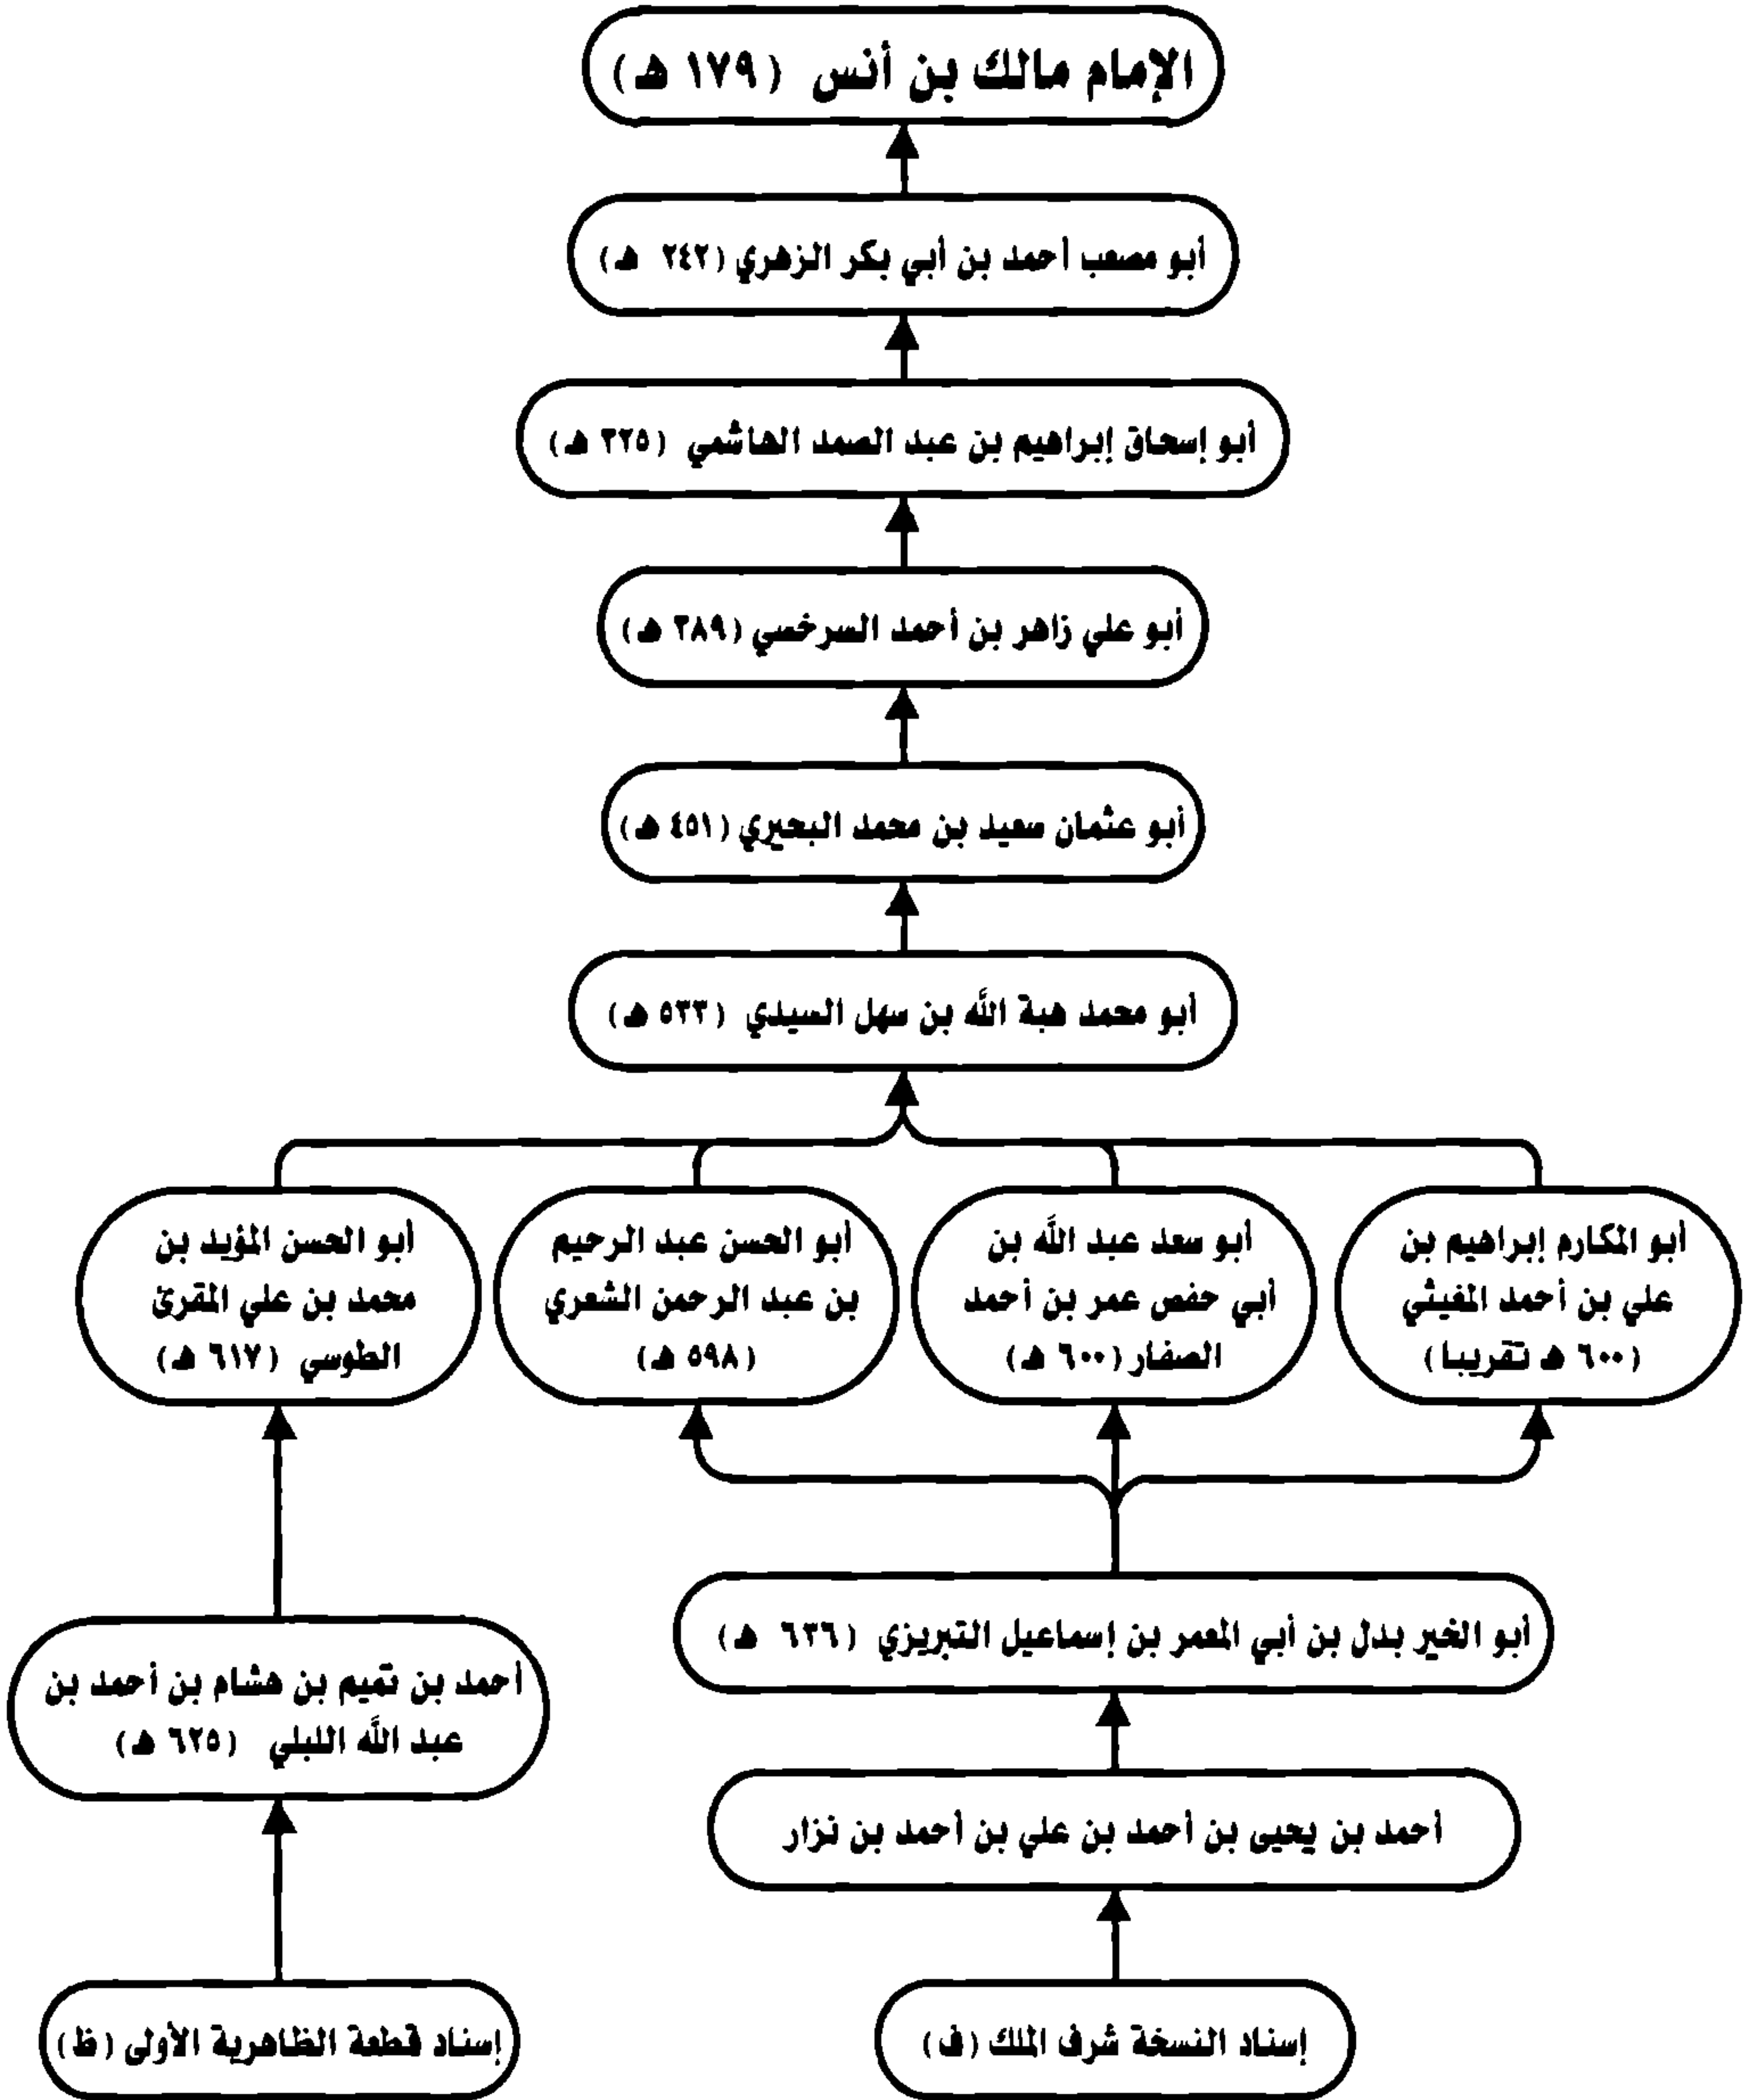 الإمام مالك بن أنس (١٧٩ هـ)
أبو مصعب أحمد بن أبي بكر الزهري (٢٤٢ هـ)
أبو إسحاق إبراهيم بن عبد الصمد الهاشمي (٣٢٥ هـ)
أبو علي زاهر بن أحمد السرخسي (٣٨٩ هـ)
أبو عثمان سعيد بن محمد البحيري (٤٥١ هـ)
أبو محمد هبة الله بن سهل السيدي (٥٣٣ هـ)
أبو المكارم إبراهيم بن
علي بن أحمد المغيثي
(٦٠٠ هـ تقريبا)
أبو سعد عبد الله بن
أبي حفص عمر بن أحمد
الصفار (٦٠٠ هـ)
أبو الحسن عبد الرحيم
بن عبد الرحمن الشعري
(٥٩٨ هـ)
أبو الحسن المؤيد بن
محمد بن علي المقرئ
الطوسي (٦١٧ هـ)
أبو الخير بدل بن أبي المعمر بن إسماعيل التبريزي (٦٣٦ هـ)
أحمد بن تميم بن هشام بن أحمد بن
عبد الله اللبلي (٦٢٥ هـ)
أحمد بن يحيى بن أحمد بن علي بن أحمد بن نزار
إسناد النسخة شرف الملك (ف)
إسناد قطعة الظاهرية الأولى (ظ)